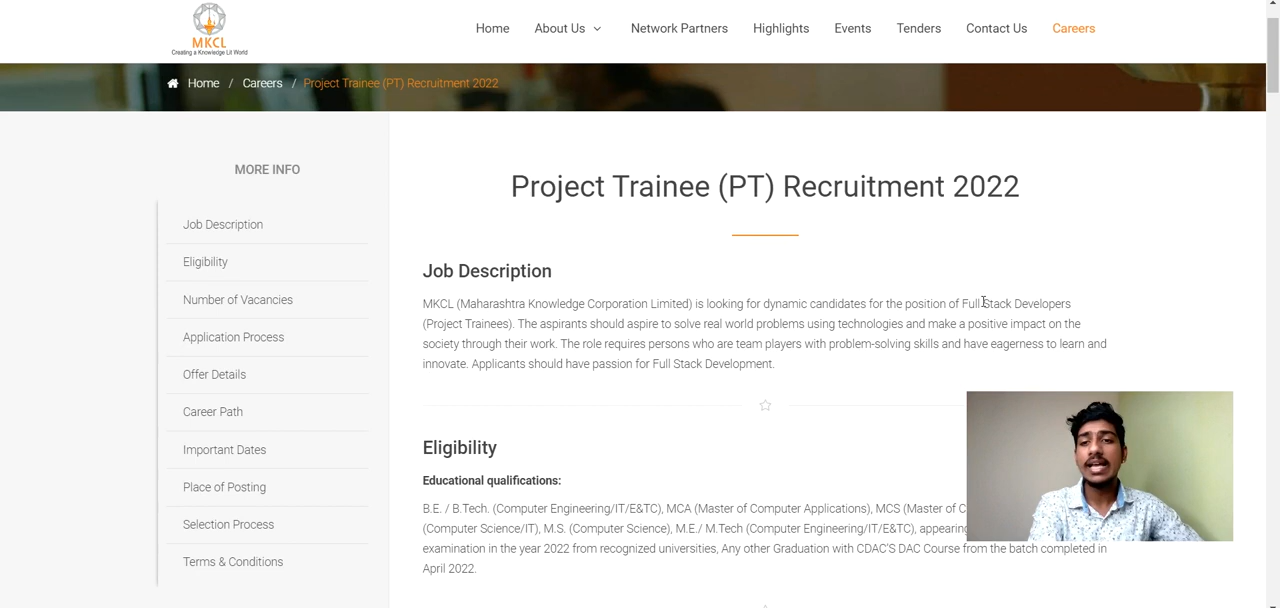 MKCL
Creating a Knowledge Lit World
Home
About Us
Network Partners
Highlights
Events
Tenders
Contact Us
Careers
Home / Careers / Project Trainee (PT) Recruitment 2022
MORE INFO
Job Description
Eligibility
Number of Vacancies
Application Process
Offer Details
Career Path
Important Dates
Place of Posting
Selection Process
Terms & Conditions
Project Trainee (PT) Recruitment 2022
Job Description
MKCL (Maharashtra Knowledge Corporation Limited) is looking for dynamic candidates for the position of Full Stack Developers
(Project Trainees). The aspirants should aspire to solve real world problems using technologies and make a positive impact on the
society through their work. The role requires persons who are team players with problem-solving skills and have eagerness to learn and
innovate. Applicants should have passion for Full Stack Development.
Eligibility
Educational qualifications:
B.E. / B.Tech. (Computer Engineering/IT/E&TC), MCA (Master of Computer Applications), MCS (Master of
(Computer Science/IT), M.S. (Computer Science), M.E./ M.Tech (Computer Engineering/IT/E&TC), appearing
examination in the year 2022 from recognized universities, Any other Graduation with CDAC'S DAC Course from the batch completed in
April 2022.